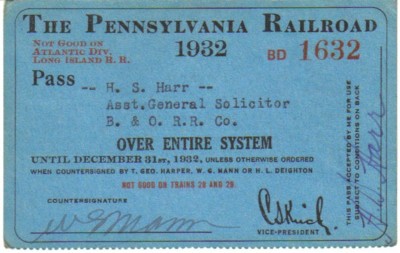 THE PENNSYLVANIA RAILROAD
NOT GOOD ON
ATLANTIC DIV.
LONG ISLAND R. R.
1932
BD 1632
Pass
-- H. S. Harr --
Asst.General Solicitor
B. & O. R.R. Co.
OVER ENTIRE SYSTEM
UNTIL DECEMBER 31ST, 1932, UNLESS OTHERWISE ORDERED
WHEN COUNTERSIGNED BY T. GEO. HARPER, W. G. MANN OR H. L. DEIGHTON
NOT GOOD ON TRAINS 28 AND 29.
COUNTERSIGNATURE
W G Mann
VICE-PRESIDENT
THIS PASS ACCEPTED BY ME FOR USE
SUBJECT TO CONDITIONS ON BACK
H S Harr